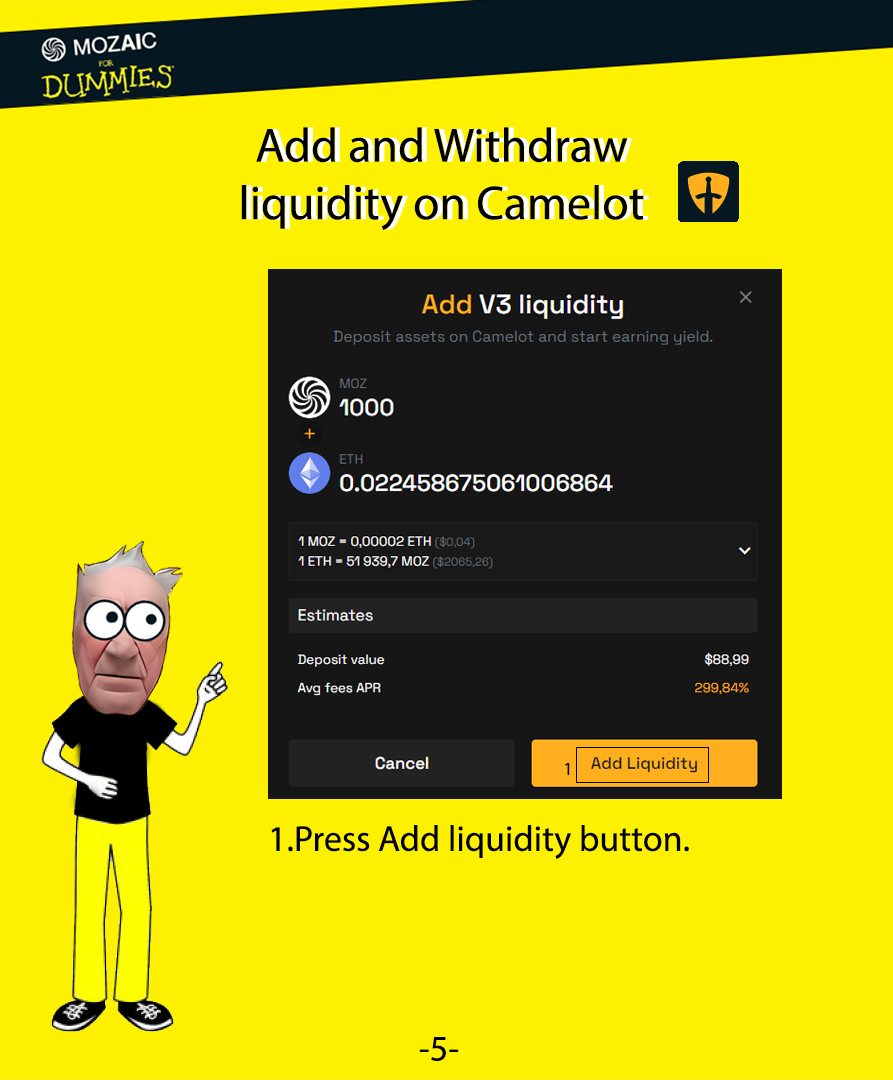 MOZAIC
FOR
DUMMIES
Add and Withdraw
liquidity on Camelot
Add V3 liquidity
Deposit assets on Camelot and start earning yield.
MOZ
1000
+
ETH
0.022458675061006864
1 MOZ = 0,00002 ETH ($0,04)
1 ETH = 51 939,7 MOZ ($2065,26)
Estimates
Deposit value $88,99
Avg fees APR 299,84%
Cancel 1 Add Liquidity
1.Press Add liquidity button.
-5-